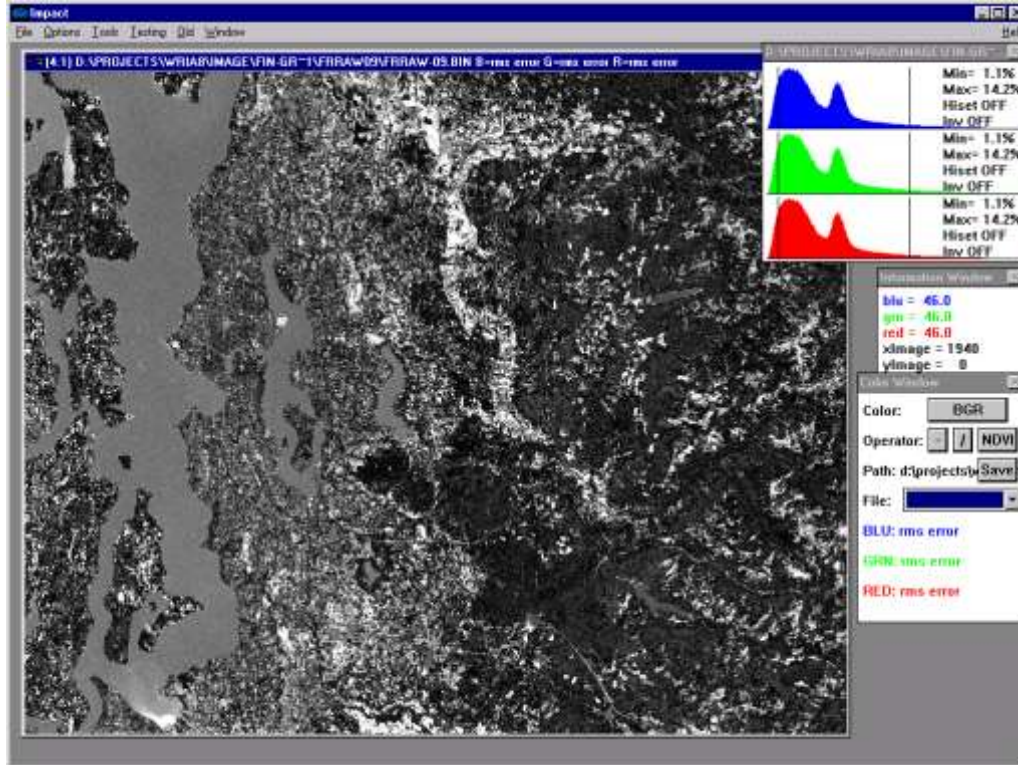 Impact
File Options Tools Testing Old Window Help
[4:1] D:\PROJECTS\WRIA8\IMAGE\FIN-GR~1\FRRAW09\FRRAW-09.BIN B=rms error G=rms error R=rms error
Min= 1.1%
Max= 14.2%
Hiset OFF
Inv OFF
Min= 1.1%
Max= 14.2%
Hiset OFF
Inv OFF
Min= 1.1%
Max= 14.2%
Hiset OFF
Inv OFF
Information Window
blu = 46.0
grn = 46.0
red = 46.0
xImage = 1940
yImage = 0
Color Window
Color: BGR
Operator: - / NDVI
Path: d:\projects\w Save
File:
BLU: rms error
GRN: rms error
RED: rms error